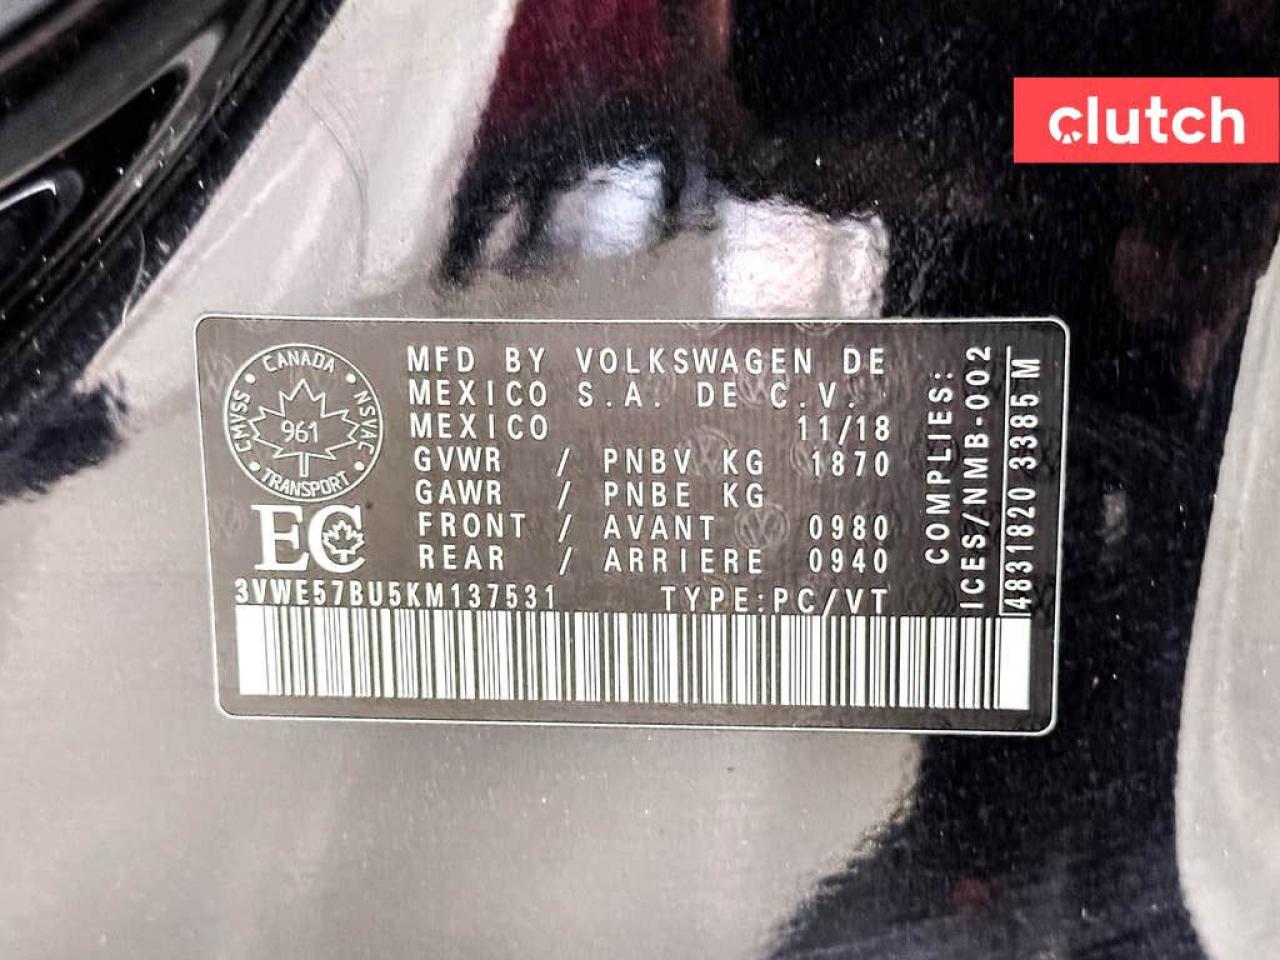 clutch
CANADA
CMVSS
NSVAC
961
TRANSPORT
EC
MFD BY VOLKSWAGEN DE
MEXICO S.A. DE C.V.
MEXICO 11/18
GVWR / PNBV KG 1870
GAWR / PNBE KG
FRONT / AVANT 0980
REAR / ARRIERE 0940
3VWE57BU5KM137531 TYPE:PC/VT
COMPLIES:
ICES/NMB-002
4831820 3385 M